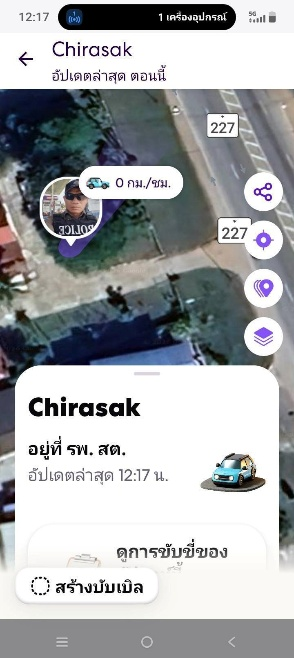 12:17
1 เครื่องอุปกรณ์
5G
Chirasak
อัปเดตล่าสุด ตอนนี้
227
0 กม./ชม.
227
POLICE
Chirasak
อยู่ที่ รพ. สต.
อัปเดตล่าสุด 12:17 น.
ดูการขับขี่ของ
สร้างบับเบิล